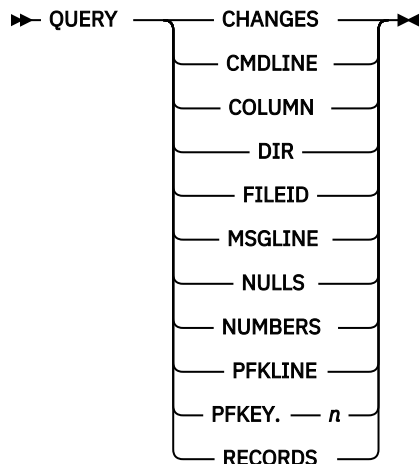 QUERY CHANGES
CMDLINE
COLUMN
DIR
FILEID
MSGLINE
NULLS
NUMBERS
PFKLINE
PFKEY. n
RECORDS